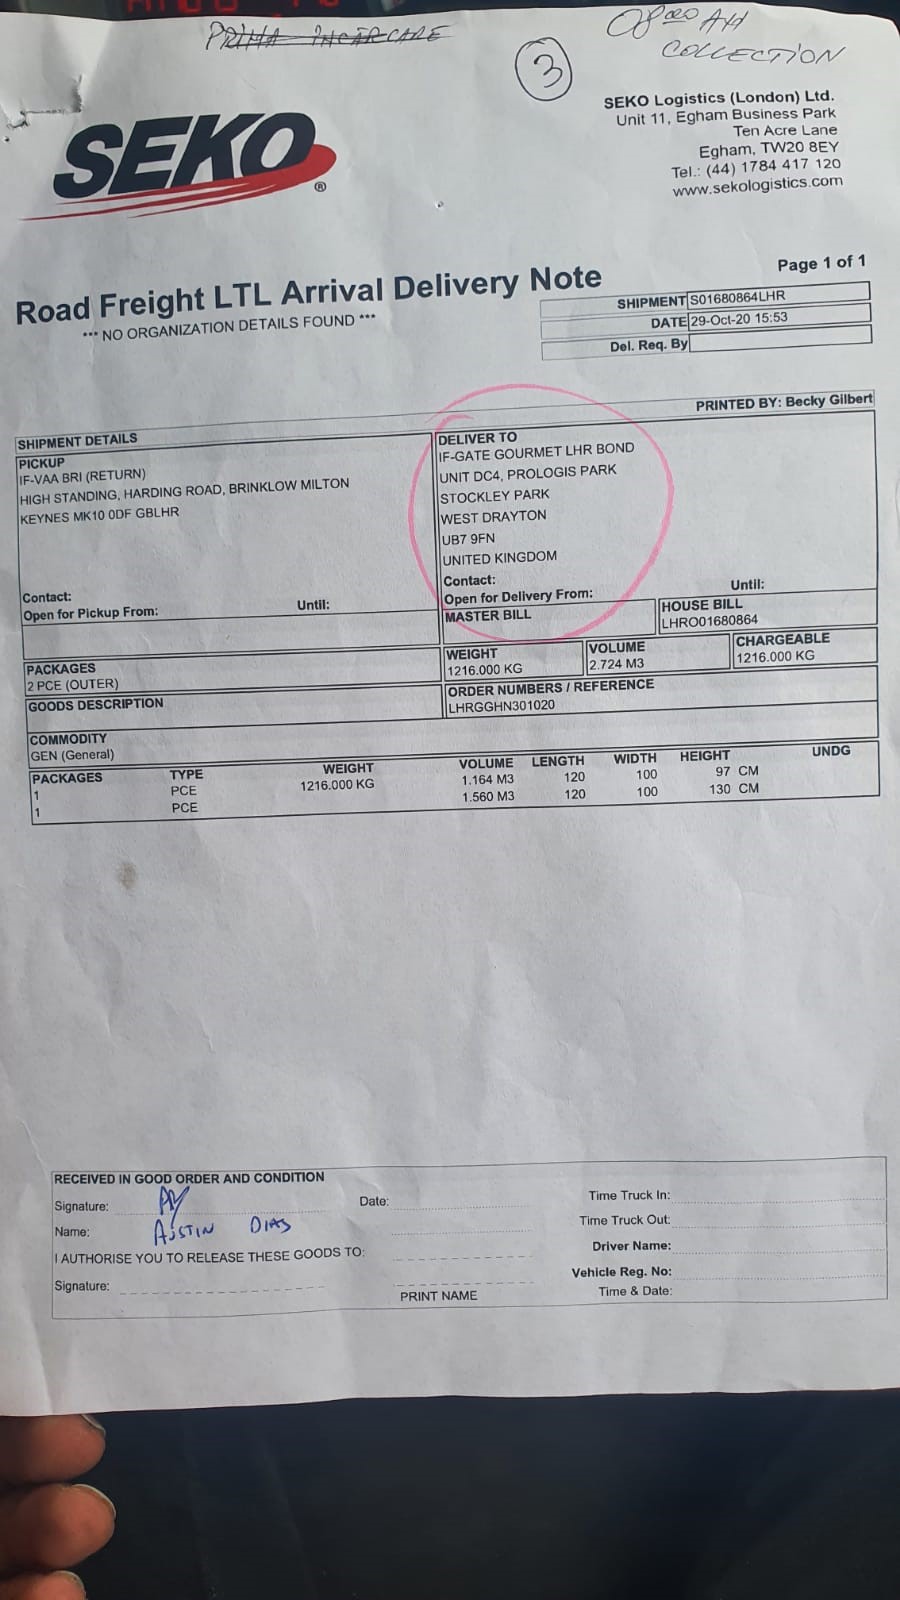 PRIMA INCARCARE
08 000 AM
COLLECTION
3
SEKO
®
SEKO Logistics (London) Ltd.
Unit 11, Egham Business Park
Ten Acre Lane
Egham, TW20 8EY
Tel.: (44) 1784 417 120
www.sekologistics.com
Page 1 of 1
Road Freight LTL Arrival Delivery Note
*** NO ORGANIZATION DETAILS FOUND ***
SHIPMENT S01680864LHR
DATE 29-Oct-20 15:53
Del. Req. By
PRINTED BY: Becky Gilbert
SHIPMENT DETAILS
PICKUP
IF-VAA BRI (RETURN)
HIGH STANDING, HARDING ROAD, BRINKLOW MILTON
KEYNES MK10 0DF GBLHR
Contact:
Open for Pickup From: Until:
DELIVER TO
IF-GATE GOURMET LHR BOND
UNIT DC4, PROLOGIS PARK
STOCKLEY PARK
WEST DRAYTON
UB7 9FN
UNITED KINGDOM
Contact:
Open for Delivery From: Until:
MASTER BILL
HOUSE BILL
LHRO01680864
PACKAGES
2 PCE (OUTER)
WEIGHT
1216.000 KG
VOLUME
2.724 M3
CHARGEABLE
1216.000 KG
GOODS DESCRIPTION
ORDER NUMBERS / REFERENCE
LHRGGHN301020
COMMODITY
GEN (General)
PACKAGES TYPE WEIGHT VOLUME LENGTH WIDTH HEIGHT UNDG
1 PCE 1216.000 KG 1.164 M3 120 100 97 CM
1 PCE 1.560 M3 120 100 130 CM
RECEIVED IN GOOD ORDER AND CONDITION
Signature: Date:
Name: AUSTIN DIAS
I AUTHORISE YOU TO RELEASE THESE GOODS TO:
Signature:
PRINT NAME
Time Truck In:
Time Truck Out:
Driver Name:
Vehicle Reg. No:
Time & Date: